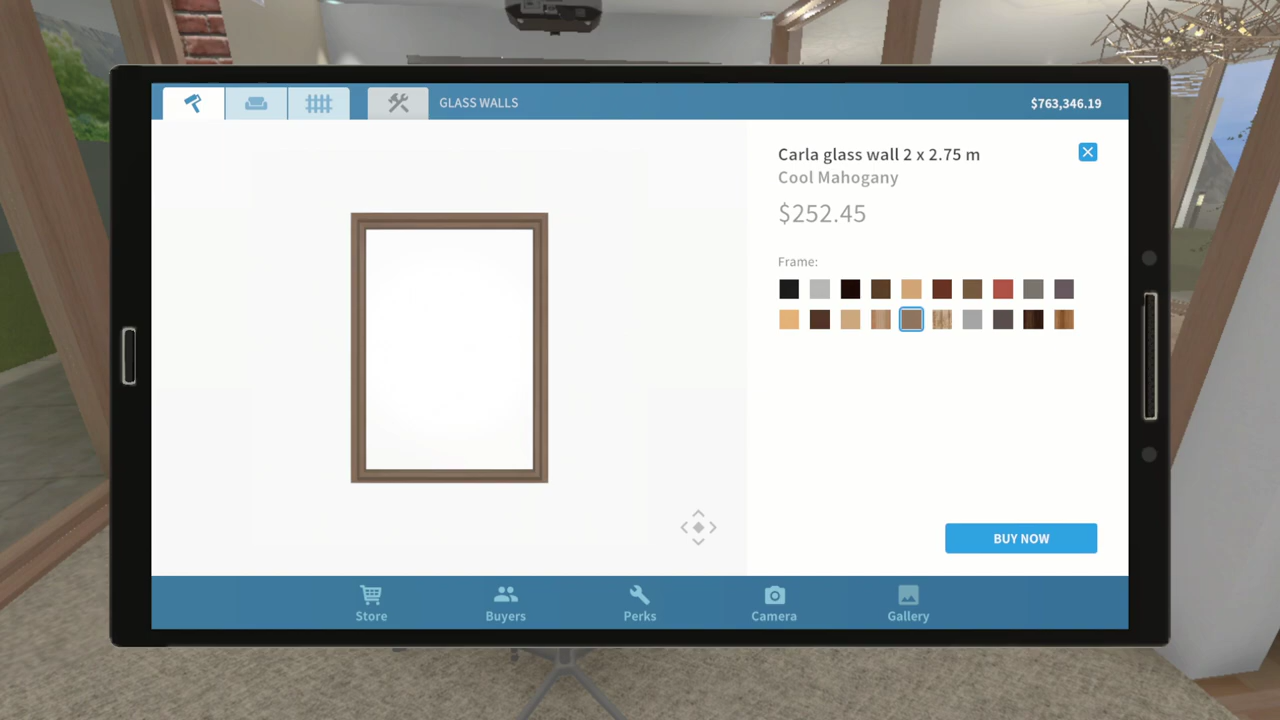 GLASS WALLS
$763,346.19
Carla glass wall 2 x 2.75 m
Cool Mahogany
$252.45
Frame:
BUY NOW
Store
Buyers
Perks
Camera
Gallery